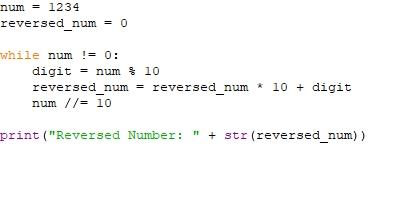 num = 1234
reversed_num = 0
while num != 0:
    digit = num % 10
    reversed_num = reversed_num * 10 + digit
    num //= 10
print("Reversed Number: " + str(reversed_num))